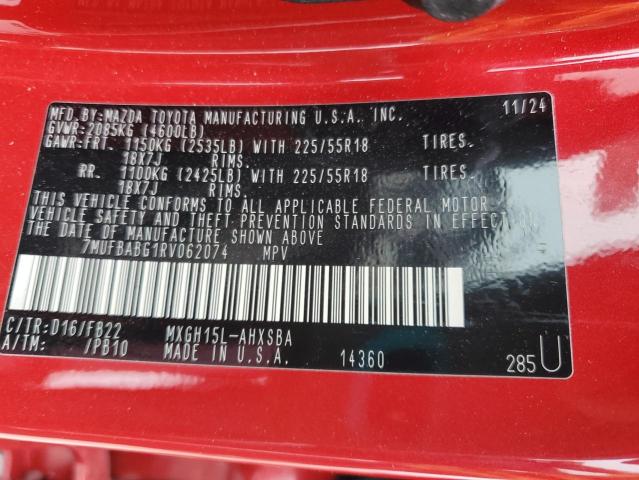 MFD.BY:MAZDA TOYOTA MANUFACTURING U.S.A., INC. 11/24
GVWR:2085KG (4600LB)
GAWR:FRT. 1150KG (2535LB) WITH 225/55R18 TIRES.
18X7J RIMS.
RR. 1100KG (2425LB) WITH 225/55R18 TIRES.
18X7J RIMS.
THIS VEHICLE CONFORMS TO ALL APPLICABLE FEDERAL MOTOR
VEHICLE SAFETY AND THEFT PREVENTION STANDARDS IN EFFECT ON
THE DATE OF MANUFACTURE SHOWN ABOVE.
7MUFBABG1RV062074 MPV
C/TR:D16/FB22 MXGH15L-AHXSBA
A/TM: /PB10 MADE IN U.S.A. 14360 285U